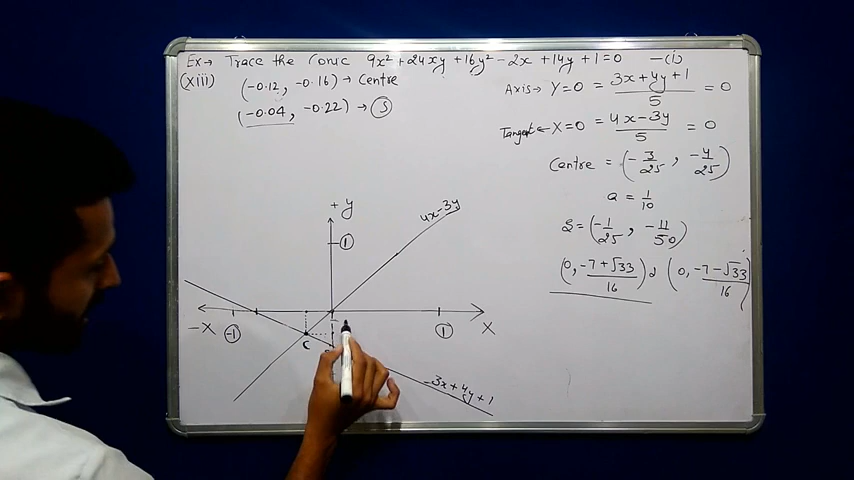 Ex→ Trace the Conic 9x² + 24xy + 16y² - 2x + 14y + 1 = 0 —(i)
(xiii) (-0.12, -0.16) → Centre
(-0.04, -0.22) → S
Axis → Y=0 = 3x+4y+1/5 = 0
Tangent ← X=0 = 4x-3y/5 = 0
Centre = (-3/25, -4/25)
a = 1/10
S = (-1/25, -11/50)
(0, -7+√33/16) & (0, -7-√33/16)
+y
4x-3y
1
-X
-1
1
X
C
3x+4y+1